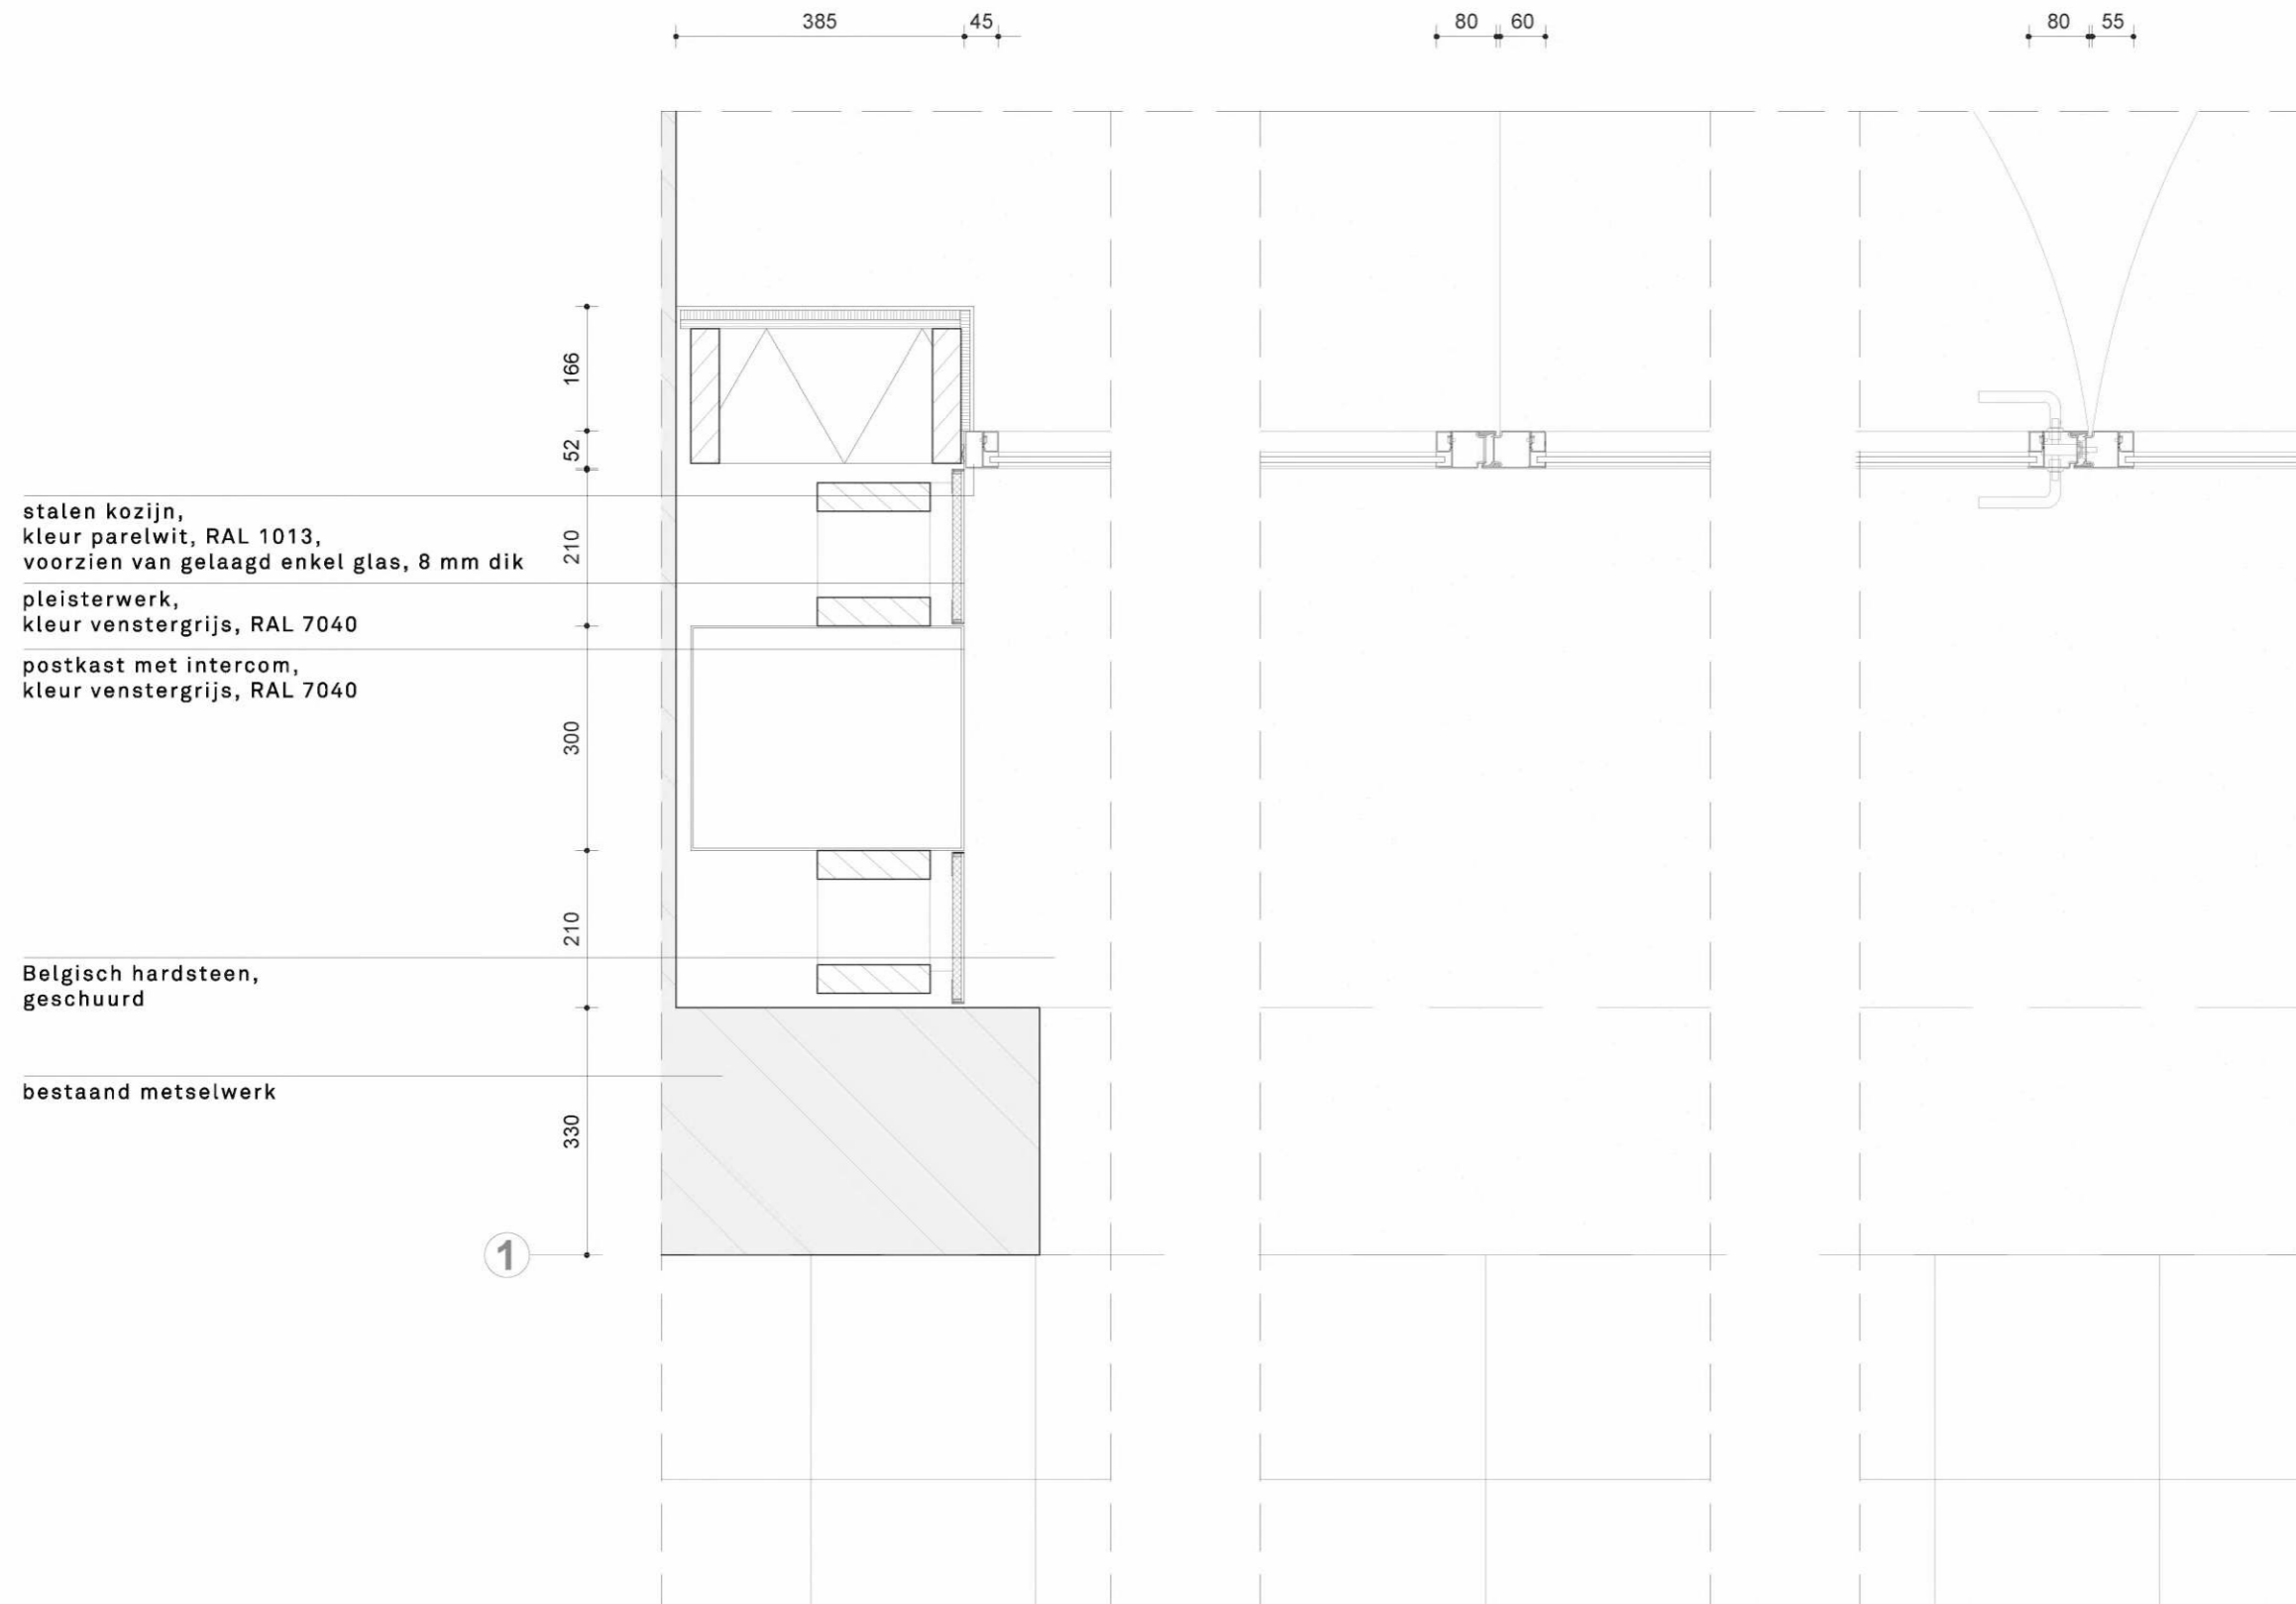 385
45
80
60
80
55
166
52
stalen kozijn,
kleur parelwit, RAL 1013,
voorzien van gelaagd enkel glas, 8 mm dik
210
pleisterwerk,
kleur venstergrijs, RAL 7040
postkast met intercom,
kleur venstergrijs, RAL 7040
300
210
Belgisch hardsteen,
geschuurd
bestaand metselwerk
330
1